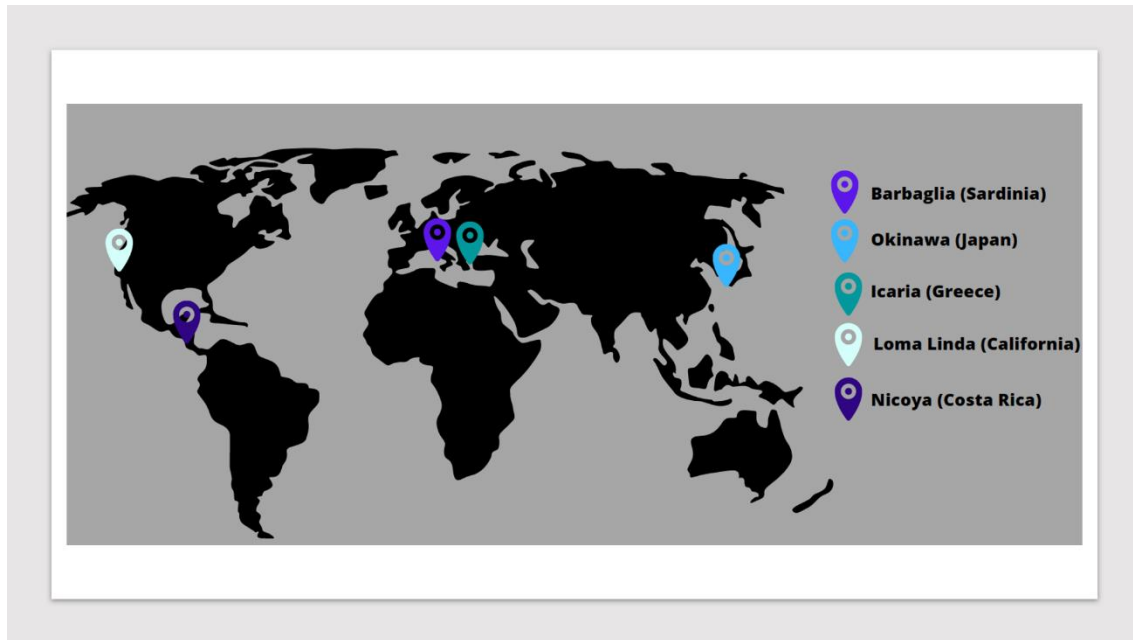 Barbaglia (Sardinia)
Okinawa (Japan)
Icaria (Greece)
Loma Linda (California)
Nicoya (Costa Rica)